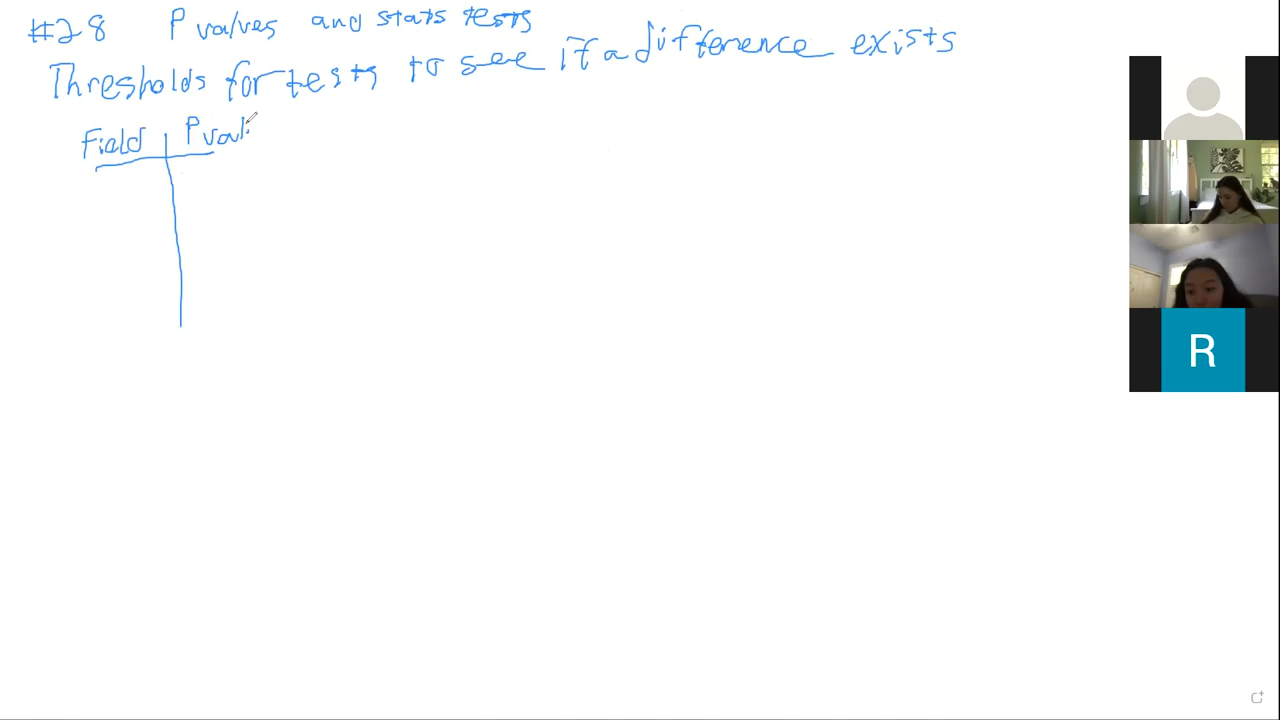 #28 P values and stats tests
Thresholds for tests to see if a difference exists
Field P val
R